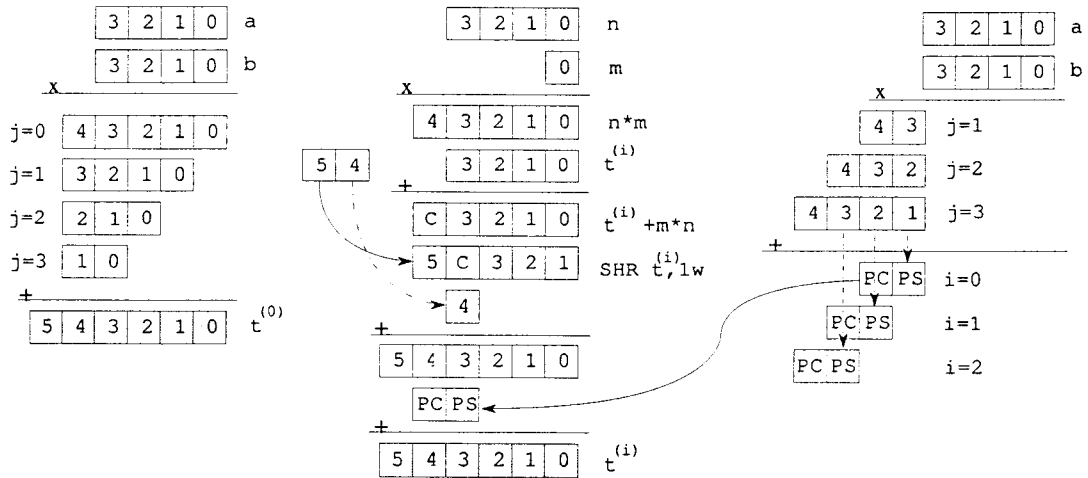 3 2 1 0 a
3 2 1 0 b
x
j=0 4 3 2 1 0
j=1 3 2 1 0
j=2 2 1 0
j=3 1 0
+
5 4 3 2 1 0 t(0)
3 2 1 0 n
0 m
x
4 3 2 1 0 n*m
3 2 1 0 t(i)
5 4
+
C 3 2 1 0 t(i)+m*n
5 C 3 2 1 SHR t(i),1w
4
+
5 4 3 2 1 0
PC PS
+
5 4 3 2 1 0 t(i)
3 2 1 0 a
3 2 1 0 b
x
4 3 j=1
4 3 2 j=2
4 3 2 1 j=3
+
PC PS i=0
PC PS i=1
PC PS i=2